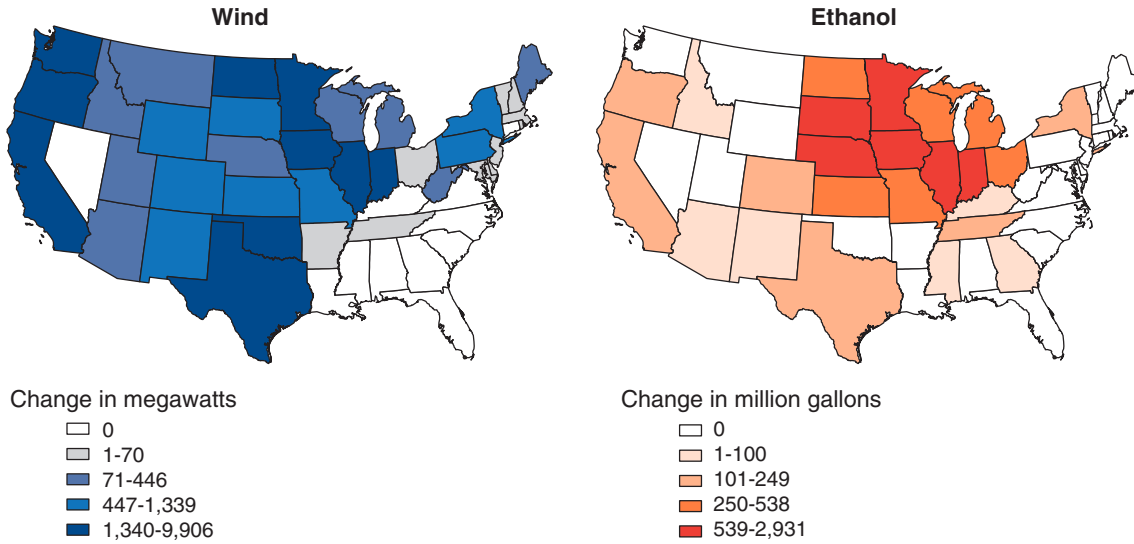 Wind
Change in megawatts
0
1-70
71-446
447-1,339
1,340-9,906
Ethanol
Change in million gallons
0
1-100
101-249
250-538
539-2,931